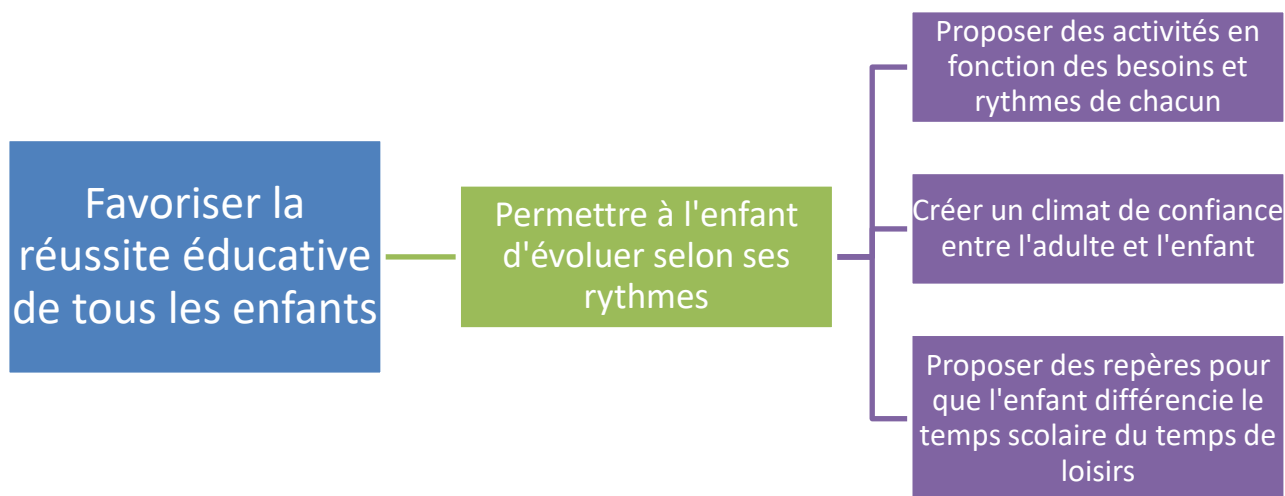 Favoriser la
réussite éducative
de tous les enfants
Permettre à l'enfant
d'évoluer selon ses
rythmes
Proposer des activités en
fonction des besoins et
rythmes de chacun
Créer un climat de confiance
entre l'adulte et l'enfant
Proposer des repères pour
que l'enfant différencie le
temps scolaire du temps de
loisirs